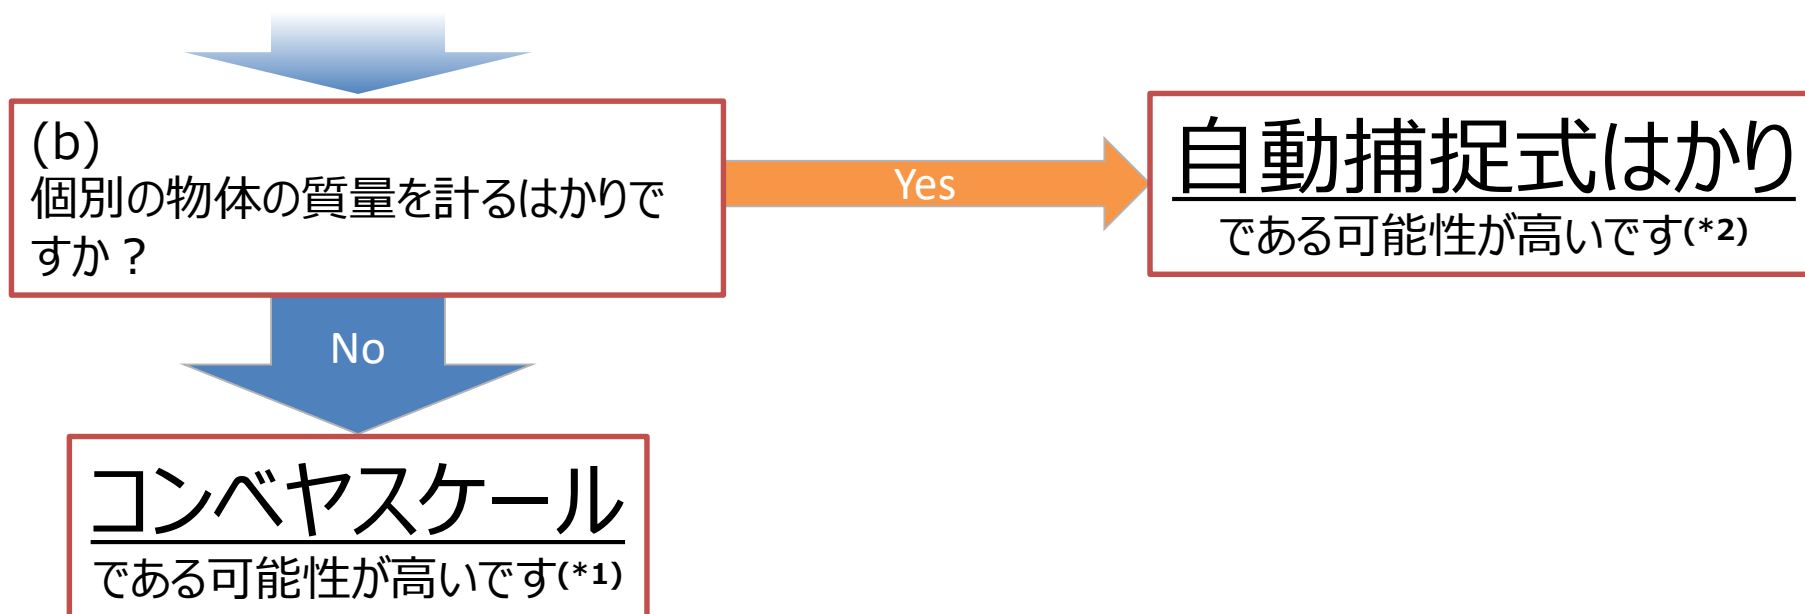 (b)
個別の物体の質量を計るはかりで
すか？
Yes
自動捕捉式はかり
である可能性が高いです(*2)
No
コンベヤスケール
である可能性が高いです(*1)